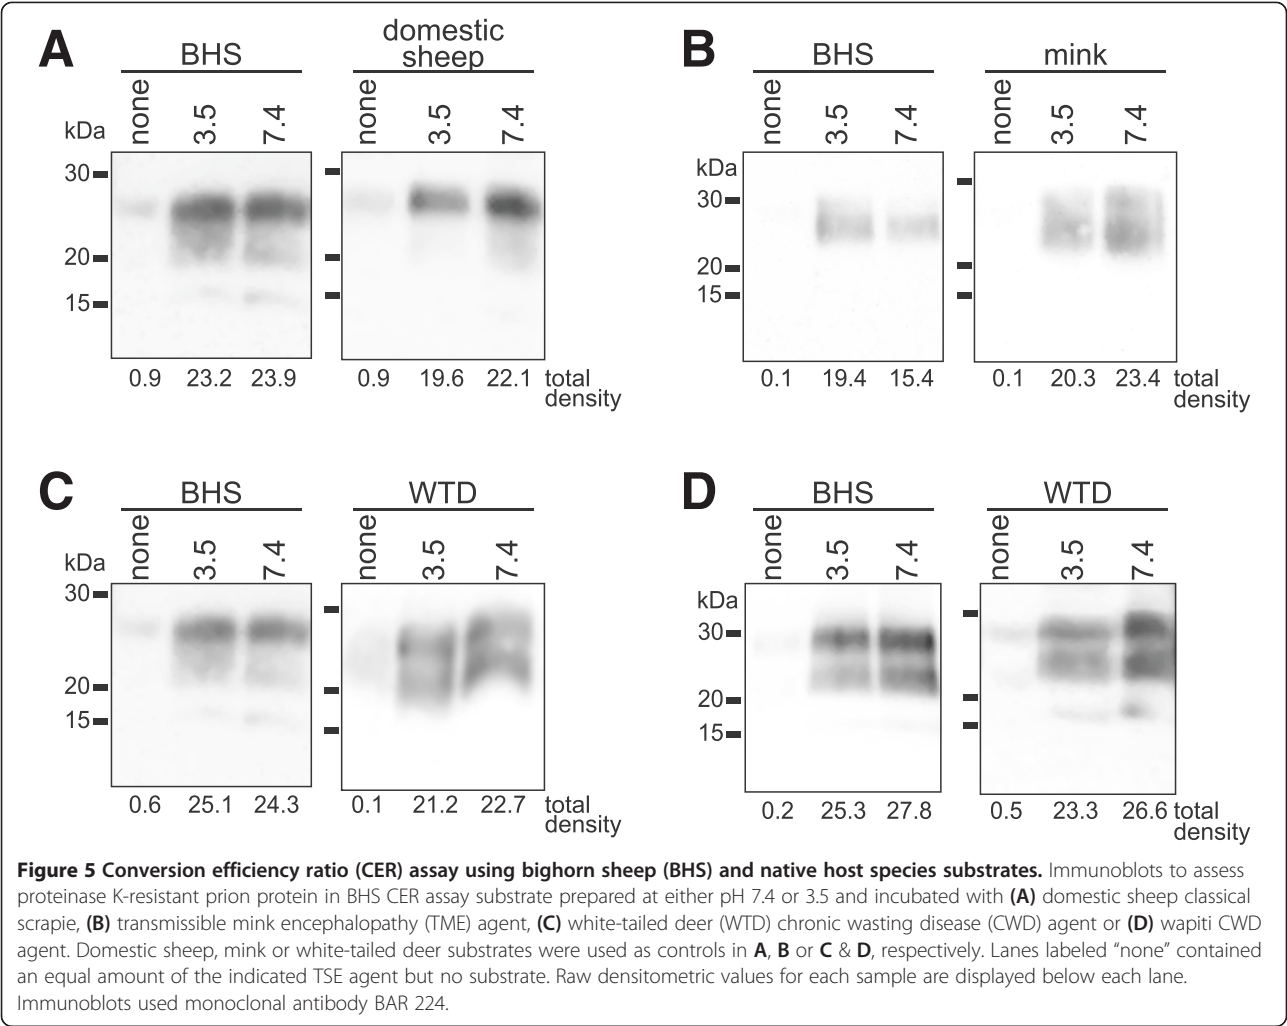 A
BHS
domestic
sheep
none
3.5
7.4
none
3.5
7.4
kDa
30
20
15
0.9 23.2 23.9
0.9 19.6 22.1 total
density
B
BHS
mink
none
3.5
7.4
none
3.5
7.4
kDa
30
20
15
0.1 19.4 15.4
0.1 20.3 23.4 total
density
C
BHS
WTD
none
3.5
7.4
none
3.5
7.4
kDa
30
20
15
0.6 25.1 24.3
0.1 21.2 22.7 total
density
D
BHS
WTD
none
3.5
7.4
none
3.5
7.4
kDa
30
20
15
0.2 25.3 27.8
0.5 23.3 26.6 total
density
Figure 5 Conversion efficiency ratio (CER) assay using bighorn sheep (BHS) and native host species substrates. Immunoblots to assess
proteinase K-resistant prion protein in BHS CER assay substrate prepared at either pH 7.4 or 3.5 and incubated with (A) domestic sheep classical
scrapie, (B) transmissible mink encephalopathy (TME) agent, (C) white-tailed deer (WTD) chronic wasting disease (CWD) agent or (D) wapiti CWD
agent. Domestic sheep, mink or white-tailed deer substrates were used as controls in A, B or C & D, respectively. Lanes labeled “none” contained
an equal amount of the indicated TSE agent but no substrate. Raw densitometric values for each sample are displayed below each lane.
Immunoblots used monoclonal antibody BAR 224.